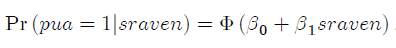 Pr (pua = 1|sraven) = Φ (β₀ + β₁sraven)